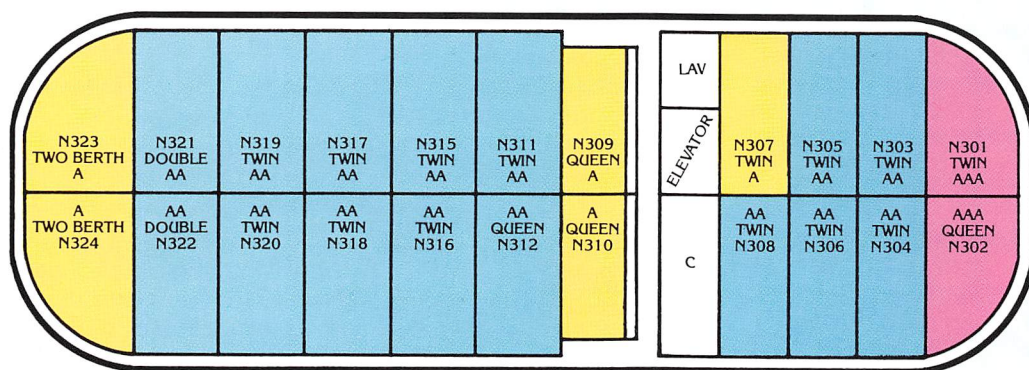 N323
TWO BERTH
A
N321
DOUBLE
AA
N319
TWIN
AA
N317
TWIN
AA
N315
TWIN
AA
N311
TWIN
AA
N309
QUEEN
A
LAV
ELEVATOR
N307
TWIN
A
N305
TWIN
AA
N303
TWIN
AA
N301
TWIN
AAA
A
TWO BERTH
N324
AA
DOUBLE
N322
AA
TWIN
N320
AA
TWIN
N318
AA
TWIN
N316
AA
QUEEN
N312
A
QUEEN
N310
C
AA
TWIN
N308
AA
TWIN
N306
AA
TWIN
N304
AAA
QUEEN
N302